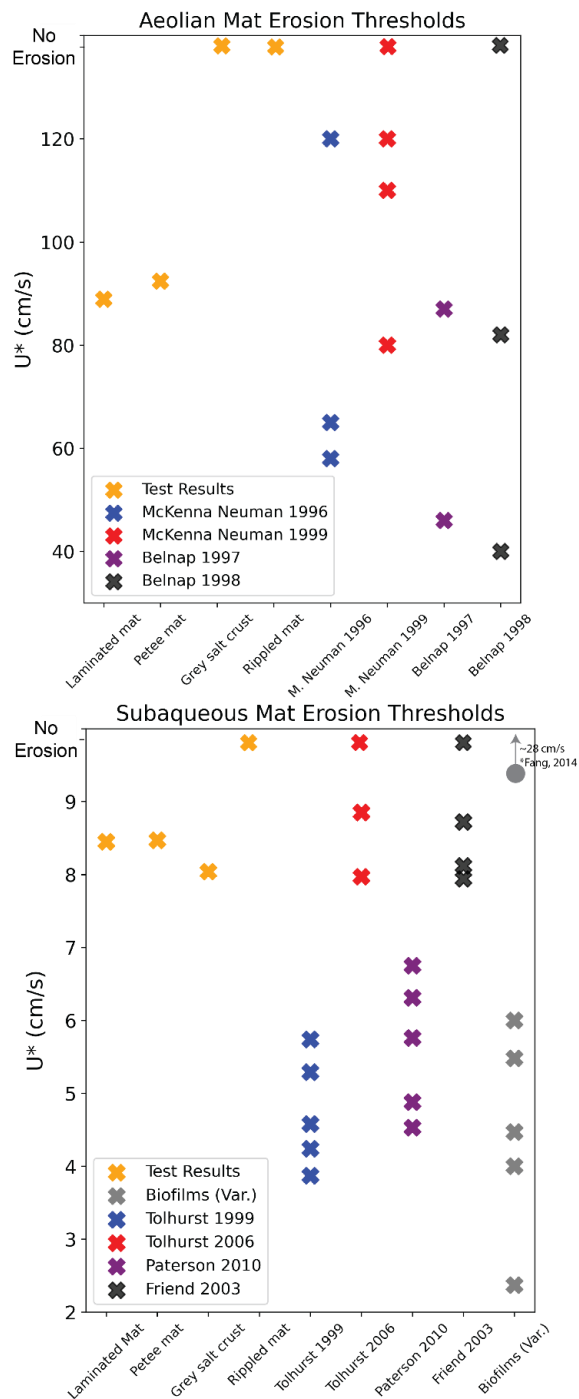 Aeolian Mat Erosion Thresholds
No
Erosion
120
100
80
60
40
U* (cm/s)
Test Results
McKenna Neuman 1996
McKenna Neuman 1999
Belnap 1997
Belnap 1998
Laminated mat
Petee mat
Grey salt crust
Rippled mat
M. Neuman 1996
M. Neuman 1999
Belnap 1997
Belnap 1998
Subaqueous Mat Erosion Thresholds
No
Erosion
~28 cm/s
*Fang, 2014
9
8
7
6
5
4
3
2
U* (cm/s)
Test Results
Biofilms (Var.)
Tolhurst 1999
Tolhurst 2006
Paterson 2010
Friend 2003
Laminated Mat
Petee mat
Grey salt crust
Rippled mat
Tolhurst 1999
Tolhurst 2006
Paterson 2010
Friend 2003
Biofilms (Var.)